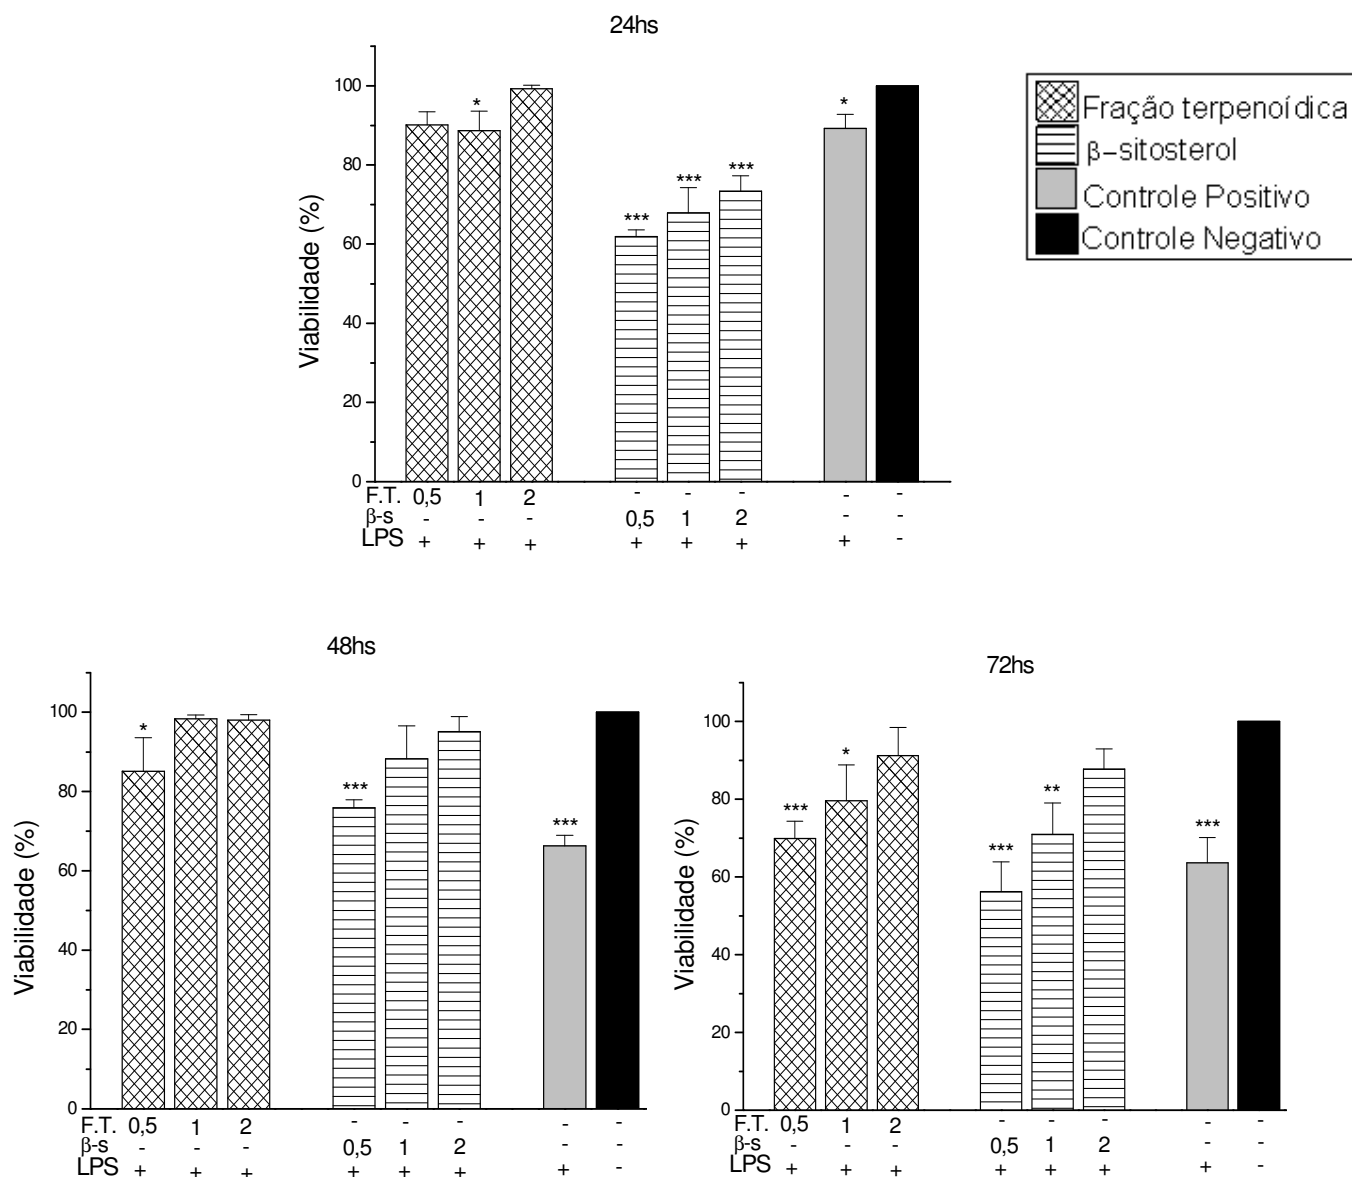 24hs
Viabilidade (%)
100
80
60
40
20
0
*
*
***
***
***
F.T. 0,5 1 2 - - - - -
β-s - - - 0,5 1 2 - -
LPS + + + + + + + -
Fração terpenoídica
β-sitosterol
Controle Positivo
Controle Negativo
48hs
Viabilidade (%)
100
80
60
40
20
0
*
***
***
F.T. 0,5 1 2 - - - - -
β-s - - - 0,5 1 2 - -
LPS + + + + + + + -
72hs
Viabilidade (%)
100
80
60
40
20
0
***
*
***
**
***
F.T. 0,5 1 2 - - - - -
β-s - - - 0,5 1 2 - -
LPS + + + + + + + -